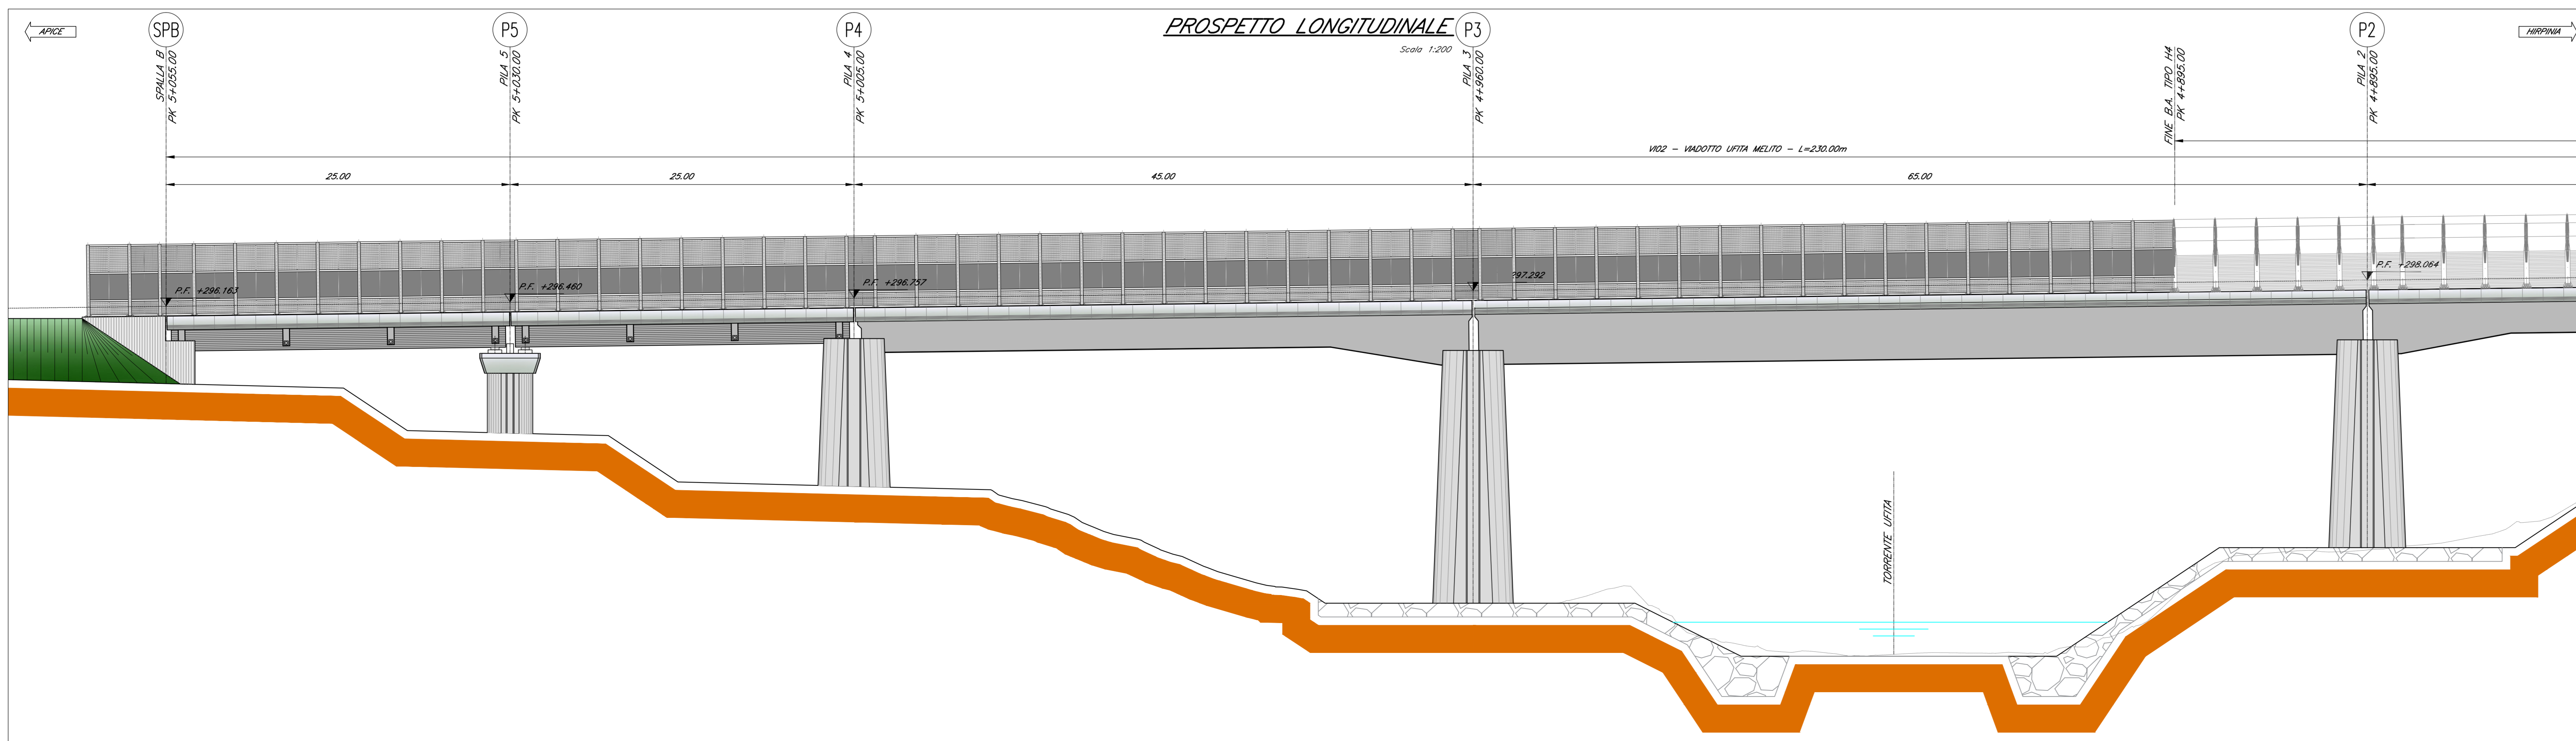 PROSPETTO LONGITUDINALE
Scala 1:200
APICE
HIRPINIA
SPB
SPALLA B
PK 5+055.00
P5
PILA 5
PK 5+030.00
P4
PILA 4
PK 5+005.00
P3
PILA 3
PK 4+960.00
FINE B.A. TIPO H4
PK 4+895.00
P2
PILA 2
PK 4+895.00
VI02 - VIADOTTO UFITA MELITO - L=230.00m
25.00
25.00
45.00
65.00
P.F. +296.163
P.F. +296.460
P.F. +296.757
297.292
P.F. +298.064
TORRENTE UFITA